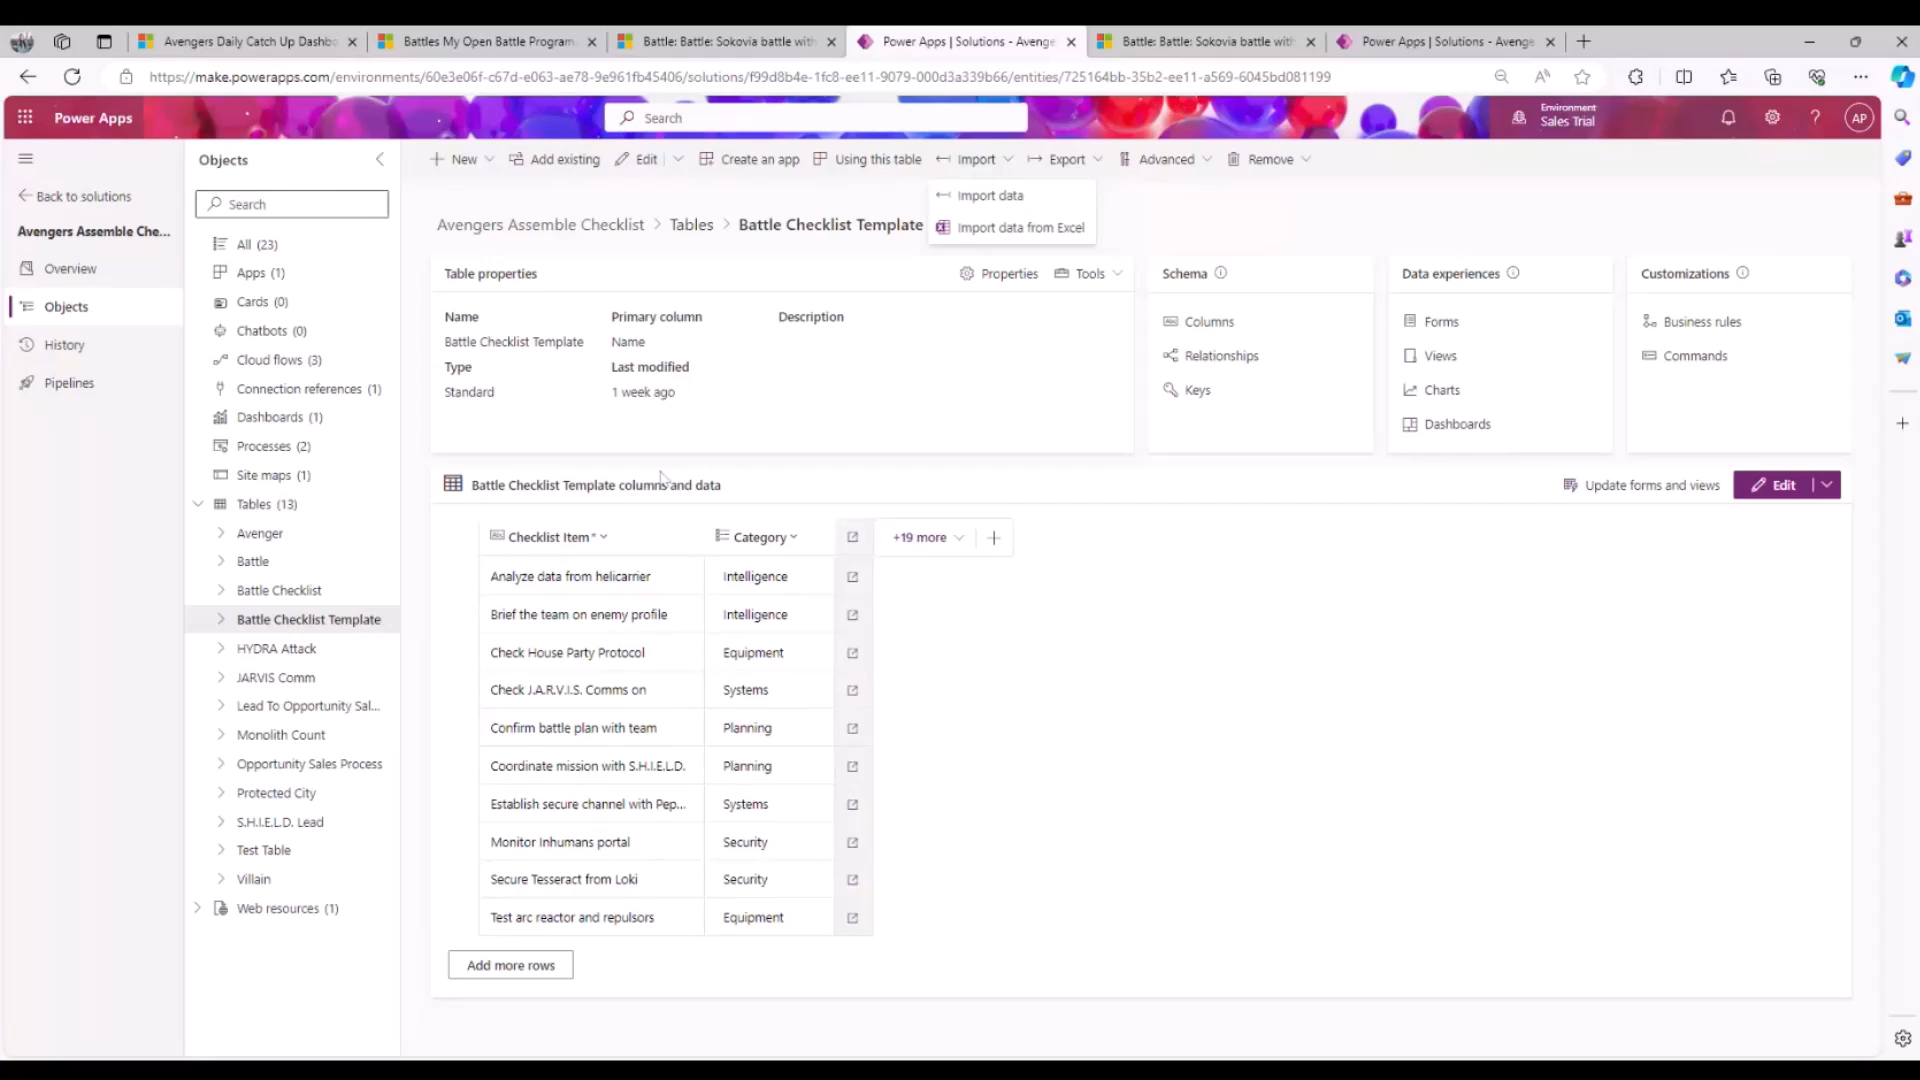 Avengers Daily Catch Up Dashbo
Battles My Open Battle Program
Battle: Battle: Sokovia battle with
Power Apps | Solutions - Avenge
Battle: Battle: Sokovia battle with
Power Apps | Solutions - Avenge
https://make.powerapps.com/environments/60e3e06f-c67d-e063-ae78-9e961fb45406/solutions/f99d8b4e-1fc8-ee11-9079-000d3a339b66/entities/725164bb-35b2-ee11-a569-6045bd081199
Power Apps
Search
Environment
Sales Trial
AP
Back to solutions
Avengers Assemble Che...
Overview
Objects
History
Pipelines
Objects
Search
All (23)
Apps (1)
Cards (0)
Chatbots (0)
Cloud flows (3)
Connection references (1)
Dashboards (1)
Processes (2)
Site maps (1)
Tables (13)
Avenger
Battle
Battle Checklist
Battle Checklist Template
HYDRA Attack
JARVIS Comm
Lead To Opportunity Sal...
Monolith Count
Opportunity Sales Process
Protected City
S.H.I.E.L.D. Lead
Test Table
Villain
Web resources (1)
New
Add existing
Edit
Create an app
Using this table
Import
Export
Advanced
Remove
Import data
Import data from Excel
Avengers Assemble Checklist > Tables > Battle Checklist Template
Table properties
Properties
Tools
Name
Primary column
Description
Battle Checklist Template
Name
Type
Last modified
Standard
1 week ago
Schema
Columns
Relationships
Keys
Data experiences
Forms
Views
Charts
Dashboards
Customizations
Business rules
Commands
Battle Checklist Template columns and data
Update forms and views
Edit
Checklist Item *
Category
+19 more
Analyze data from helicarrier
Intelligence
Brief the team on enemy profile
Intelligence
Check House Party Protocol
Equipment
Check J.A.R.V.I.S. Comms on
Systems
Confirm battle plan with team
Planning
Coordinate mission with S.H.I.E.L.D.
Planning
Establish secure channel with Pep...
Systems
Monitor Inhumans portal
Security
Secure Tesseract from Loki
Security
Test arc reactor and repulsors
Equipment
Add more rows